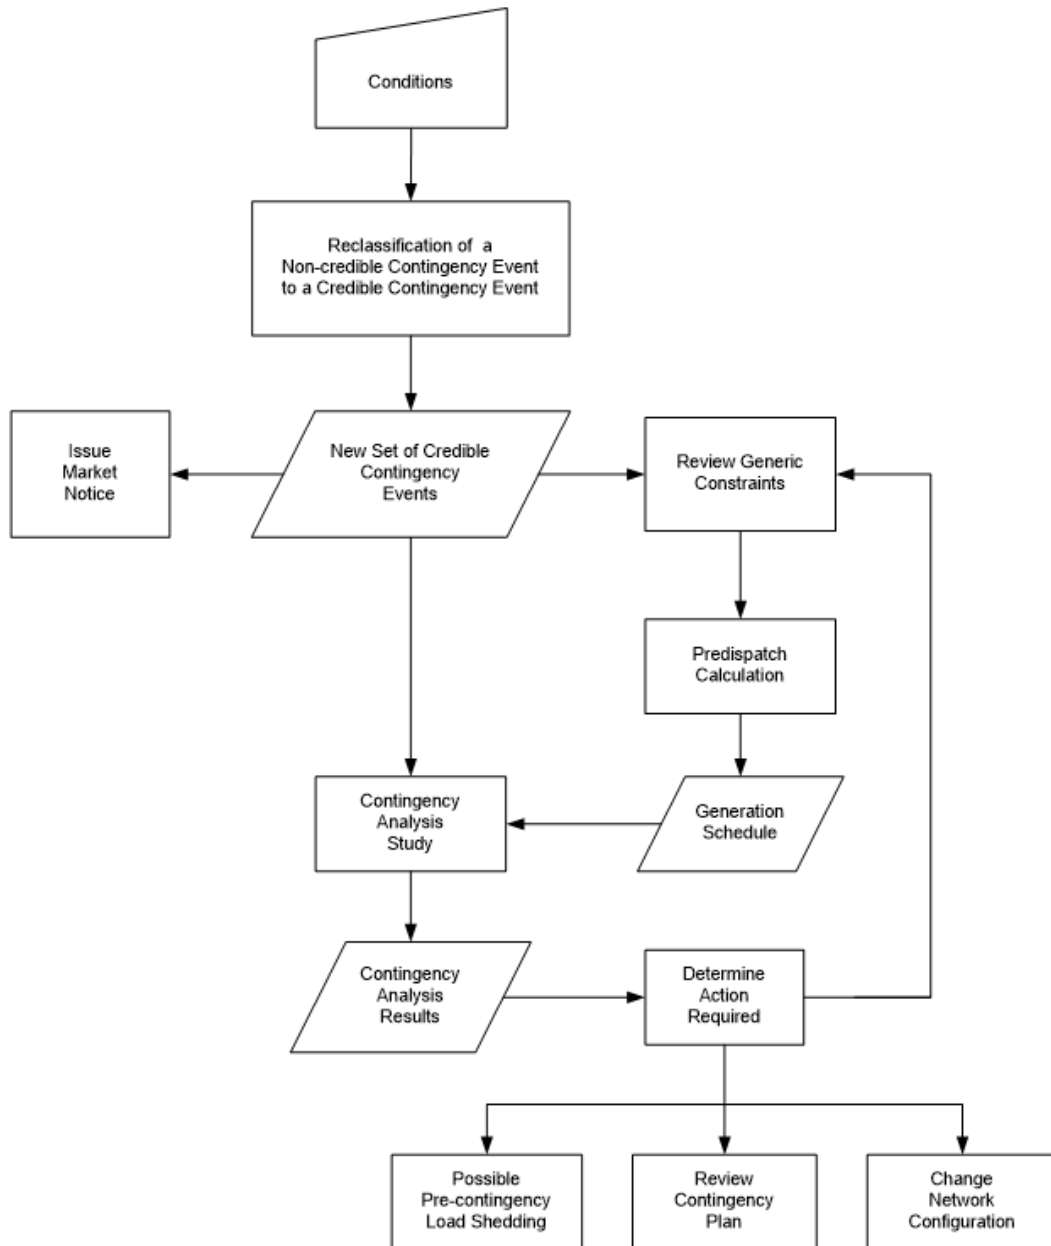 Conditions
Reclassification of a
Non-credible Contingency Event
to a Credible Contingency Event
Issue
Market
Notice
New Set of Credible
Contingency
Events
Review Generic
Constraints
Predispatch
Calculation
Contingency
Analysis
Study
Generation
Schedule
Contingency
Analysis
Results
Determine
Action
Required
Possible
Pre-contingency
Load Shedding
Review
Contingency
Plan
Change
Network
Configuration